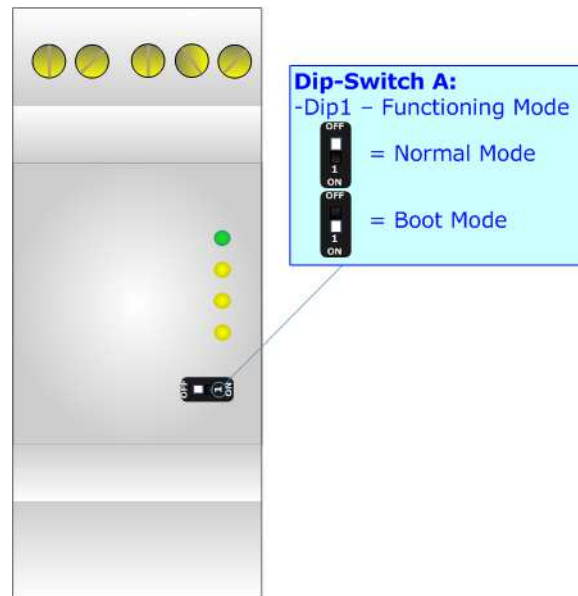 Dip-Switch A:
-Dip1 – Functioning Mode
OFF
= Normal Mode
1
ON
OFF
= Boot Mode
1
ON
OFF
1
ON